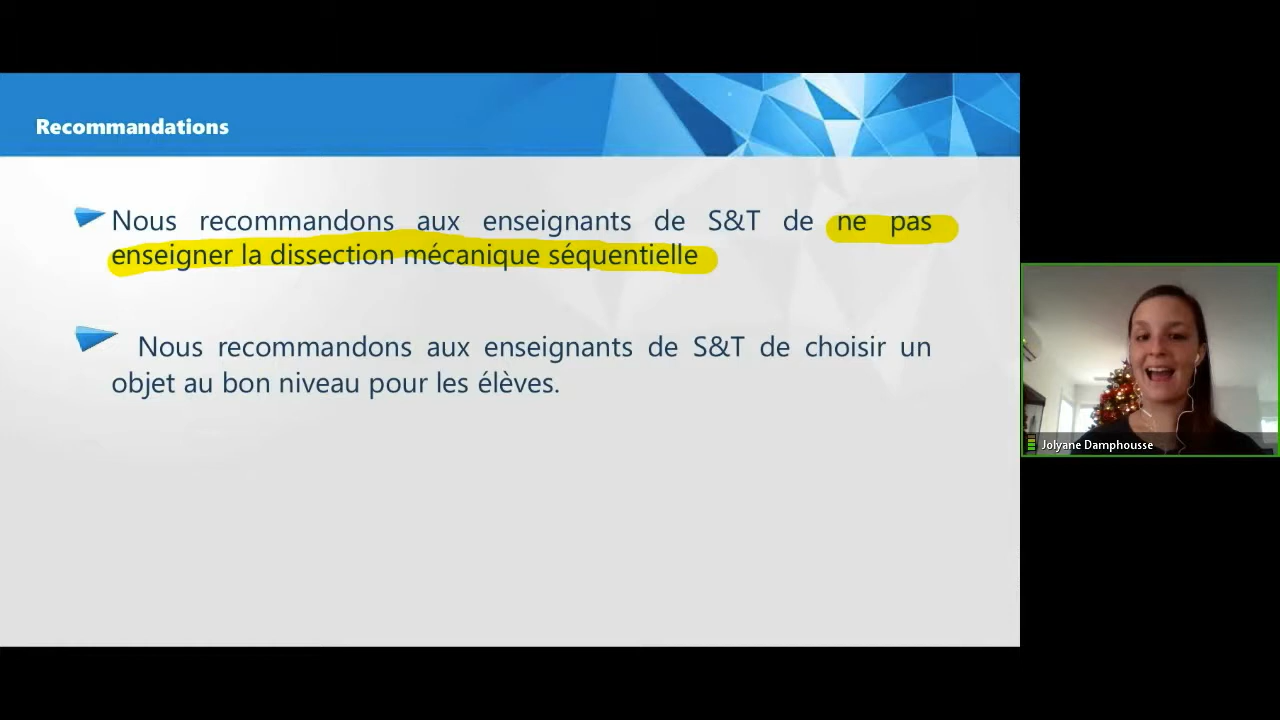 Recommandations
Nous recommandons aux enseignants de S&T de ne pas
enseigner la dissection mécanique séquentielle
Nous recommandons aux enseignants de S&T de choisir un
objet au bon niveau pour les élèves.
Jolyane Damphousse